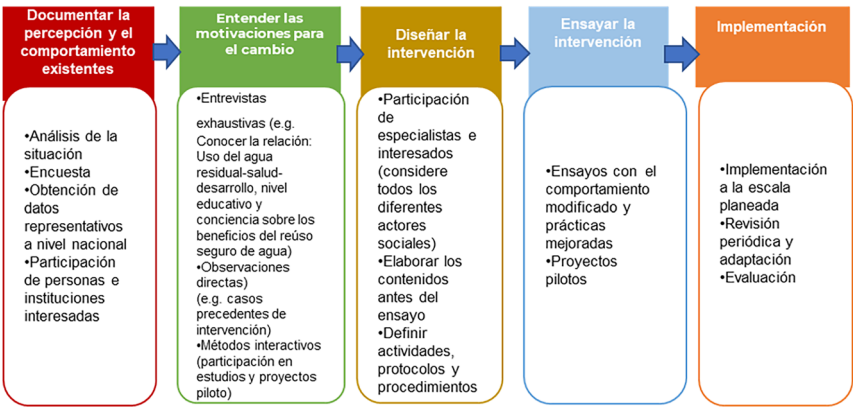 Documentar la
percepción y el
comportamiento
existentes
•Análisis de la
situación
•Encuesta
•Obtención de
datos
representativos
a nivel nacional
•Participación
de personas e
instituciones
interesadas
Entender las
motivaciones para
el cambio
•Entrevistas
exhaustivas (e.g.
Conocer la relación:
Uso del agua
residual-salud-
desarrollo, nivel
educativo y
conciencia sobre los
beneficios del reúso
seguro de agua)
•Observaciones
directas)
(e.g. casos
precedentes de
intervención)
•Métodos interactivos
(participación en
estudios y proyectos
piloto)
Diseñar la
intervención
•Participación
de
especialistas e
interesados
(considere
todos los
diferentes
actores
sociales)
•Elaborar los
contenidos
antes del
ensayo
•Definir
actividades,
protocolos y
procedimientos
Ensayar la
intervención
•Ensayos con el
comportamiento
modificado y
prácticas
mejoradas
•Proyectos
pilotos
Implementación
•Implementación
a la escala
planeada
•Revisión
periódica y
adaptación
•Evaluación